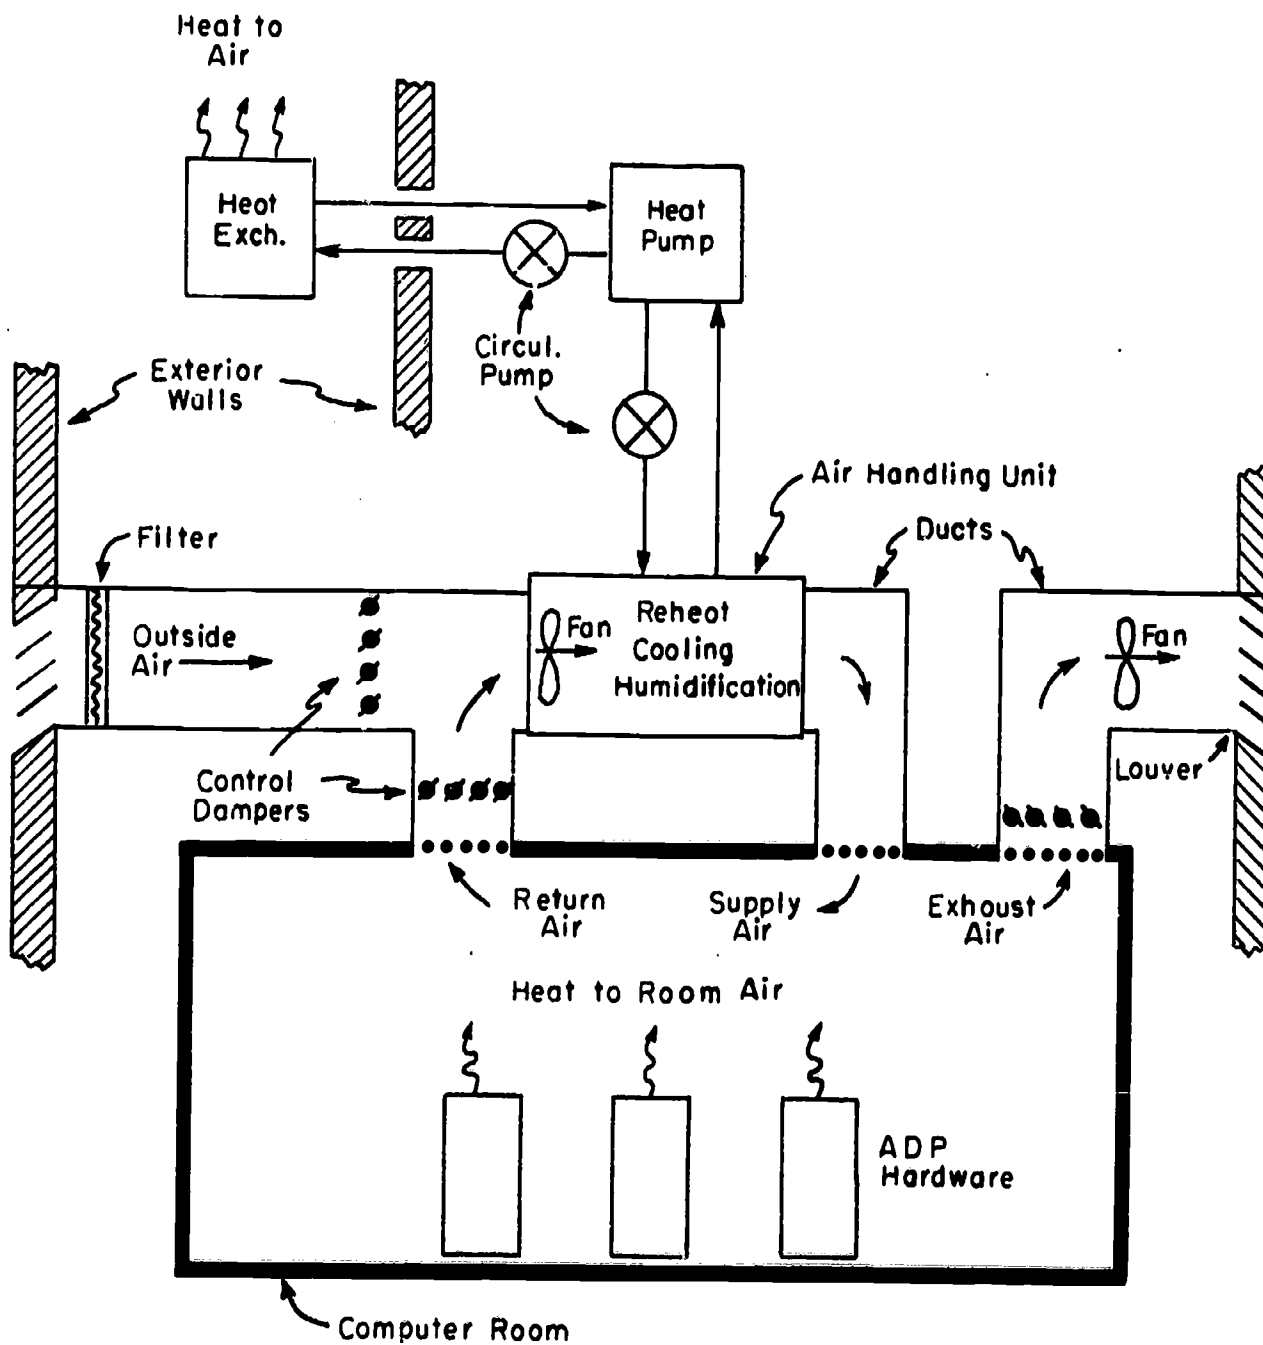 Heat to
Air
Heat
Exch.
Heat
Pump
Circul.
Pump
Exterior
Walls
Air Handling Unit
Filter
Ducts
Outside
Air
Fan
Reheat
Cooling
Humidification
Fan
Control
Dampers
Louver
Return
Air
Supply
Air
Exhaust
Air
Heat to Room Air
ADP
Hardware
Computer Room